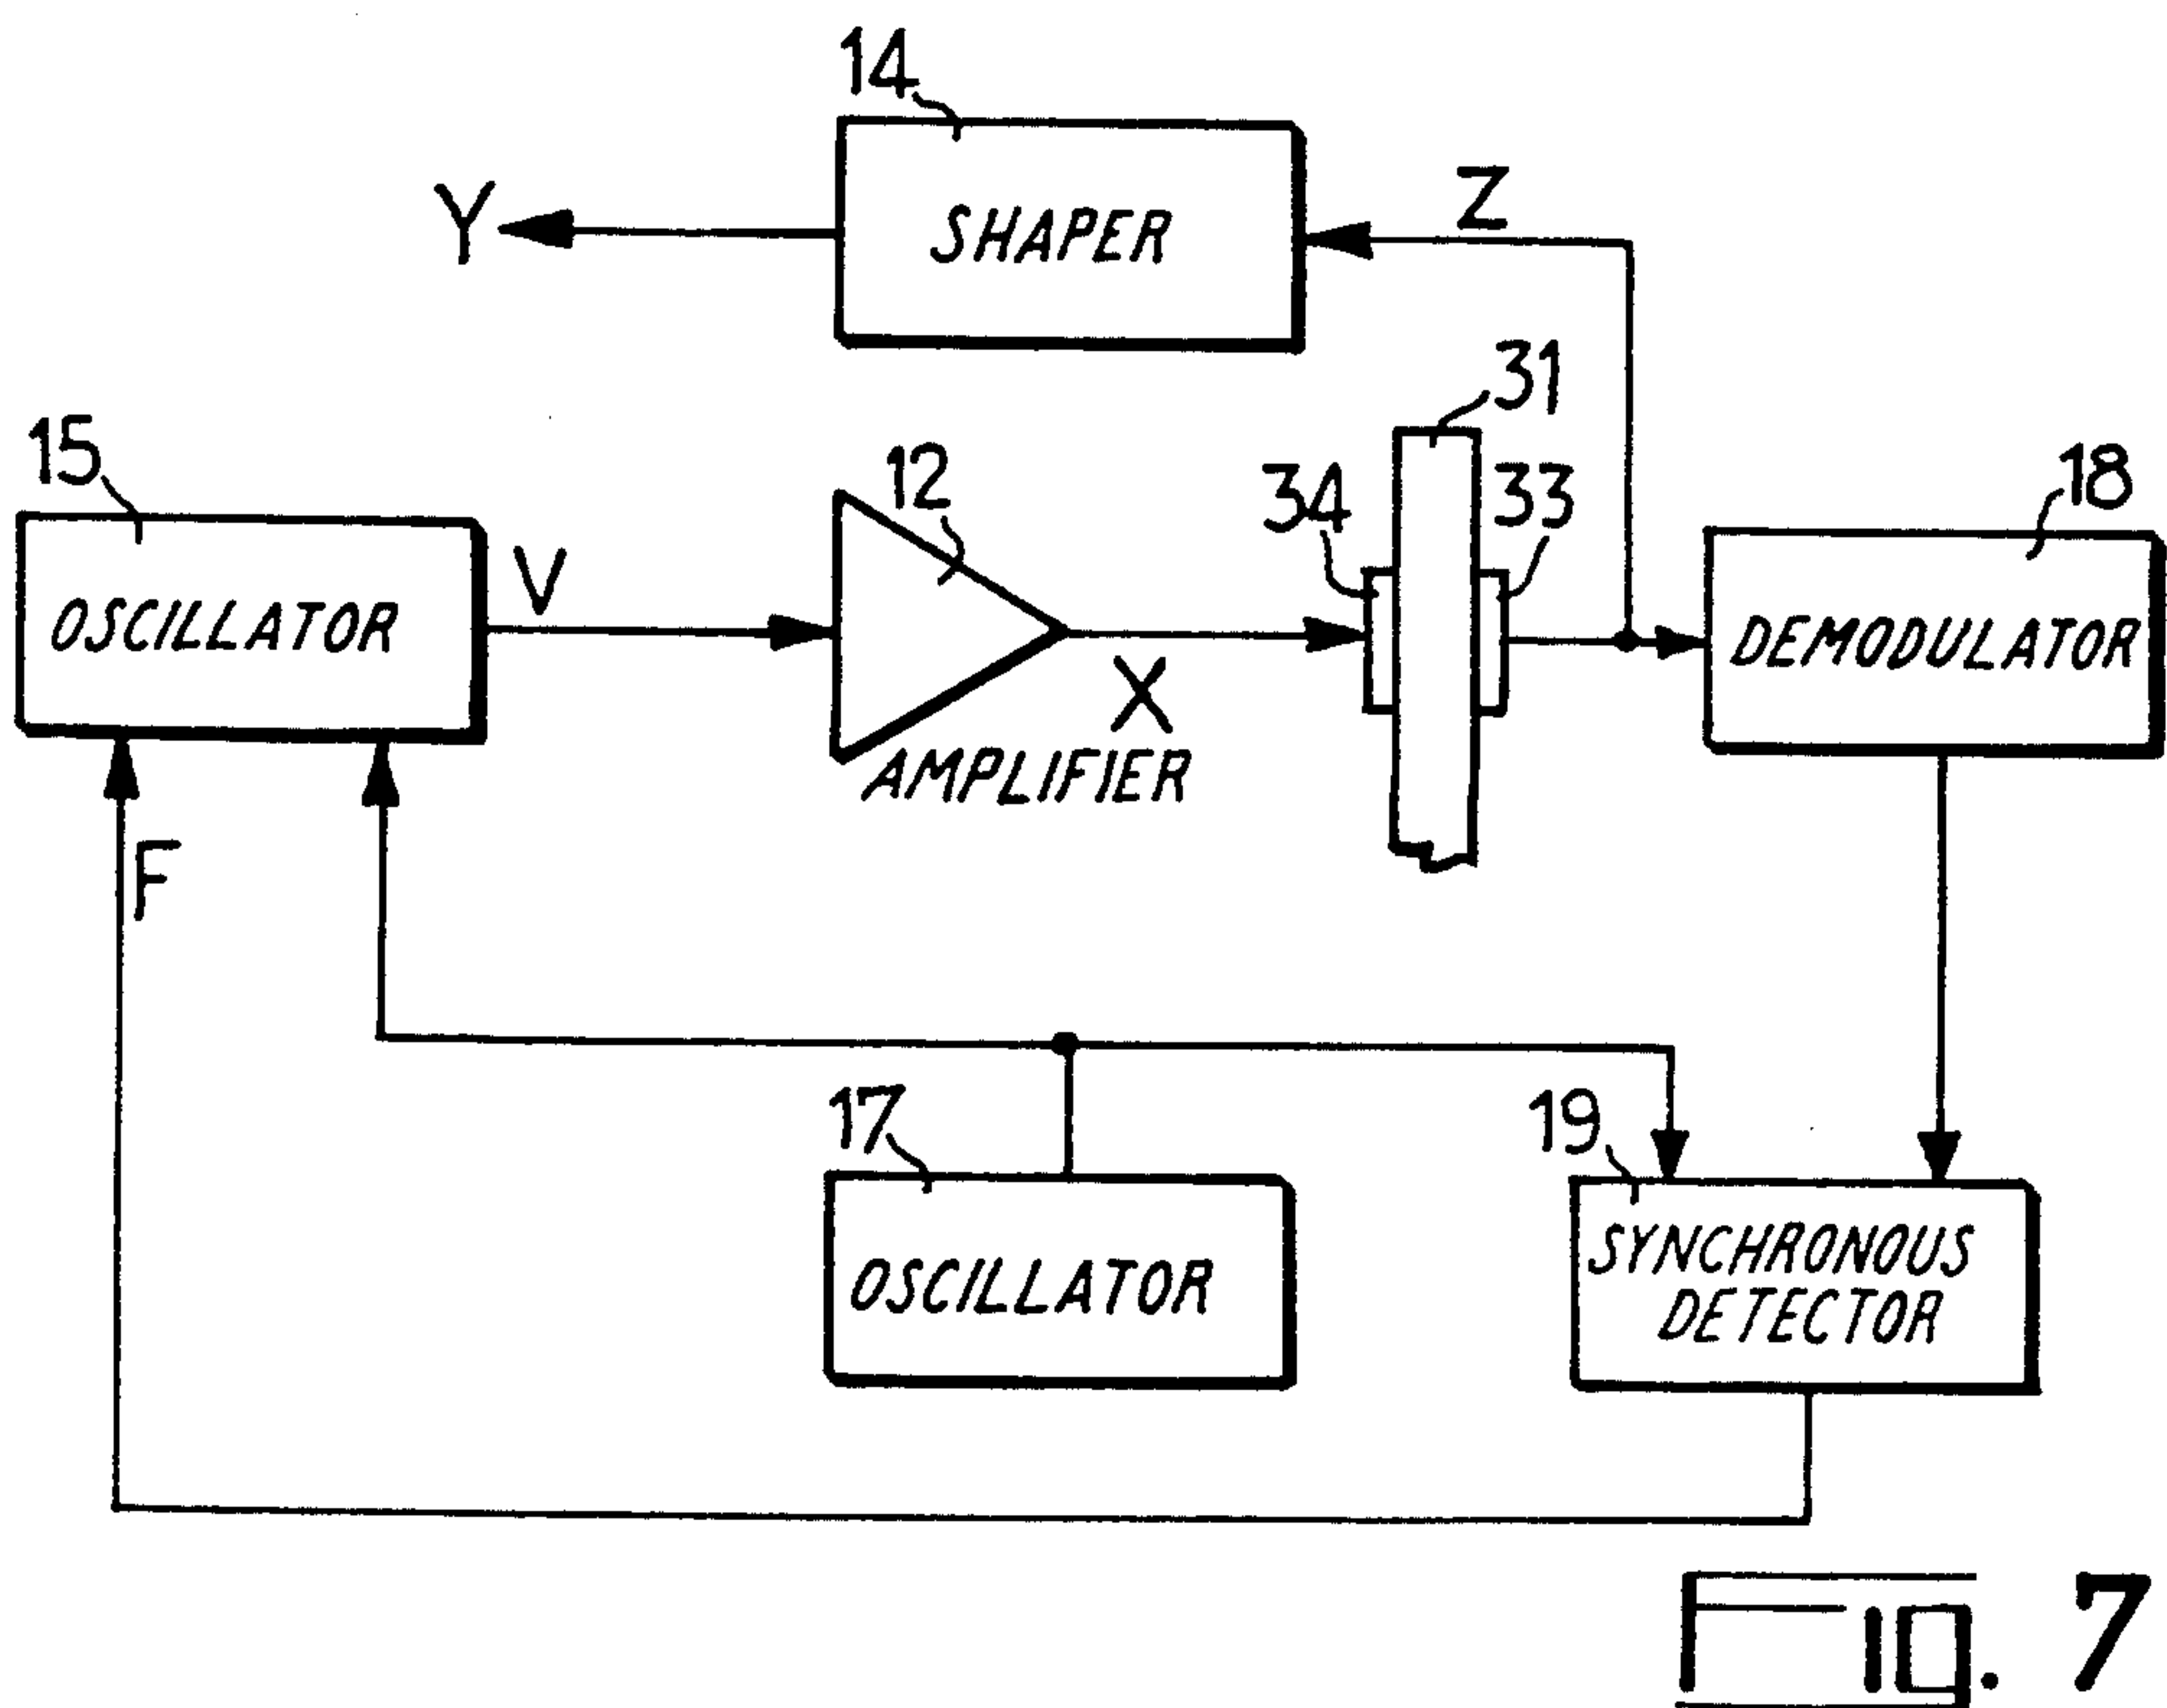 14
SHAPER
Y
Z
31
15
12
34
33
18
OSCILLATOR
V
DEMODULATOR
X
AMPLIFIER
F
17
19
OSCILLATOR
SYNCHRONOUS
DETECTOR
FIG. 7